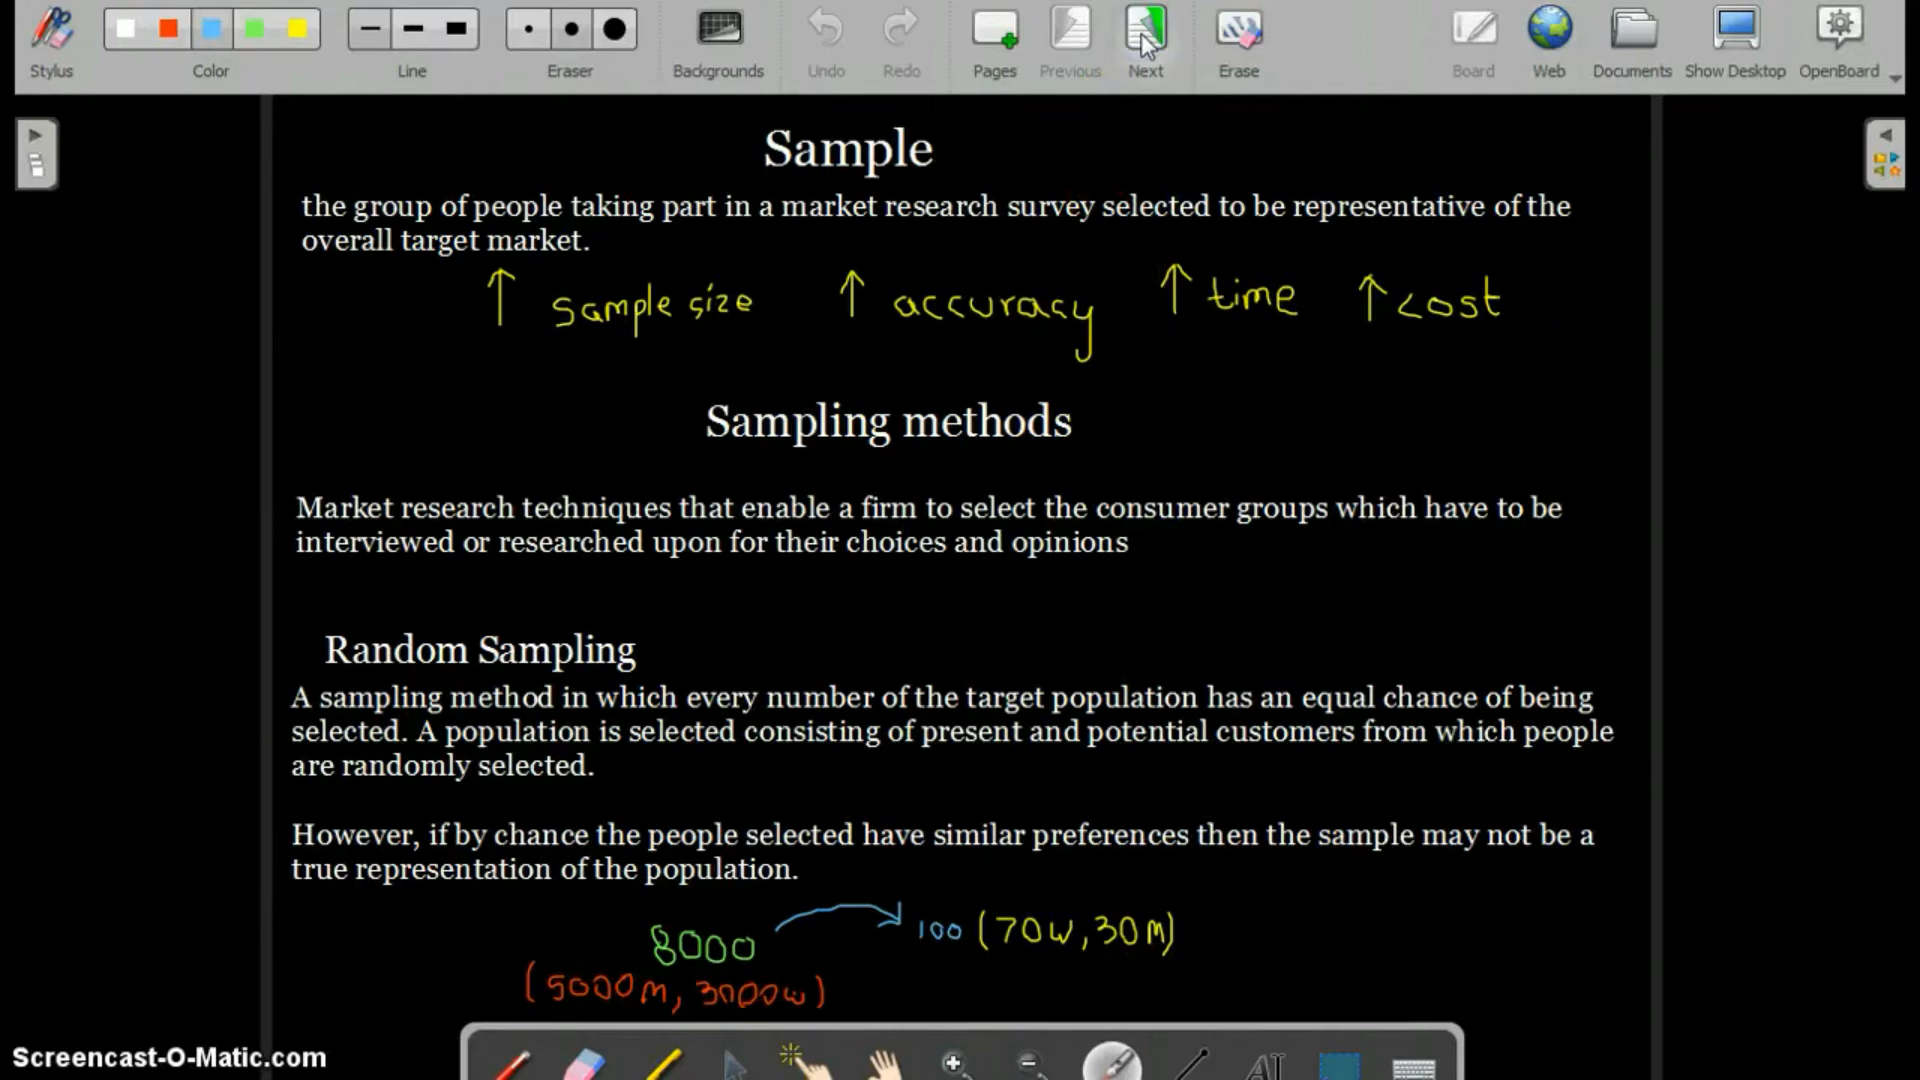 Stylus
Color
Line
Eraser
Backgrounds
Undo
Redo
Pages
Previous
Next
Erase
Board
Web
Documents
Show Desktop
OpenBoard
Sample
the group of people taking part in a market research survey selected to be representative of the
overall target market.
↑ sample size ↑ accuracy ↑ time ↑ cost
Sampling methods
Market research techniques that enable a firm to select the consumer groups which have to be
interviewed or researched upon for their choices and opinions
Random Sampling
A sampling method in which every number of the target population has an equal chance of being
selected. A population is selected consisting of present and potential customers from which people
are randomly selected.
However, if by chance the people selected have similar preferences then the sample may not be a
true representation of the population.
8000 → 100 (70W, 30M)
(5000M, 3000W)
Screencast-O-Matic.com
AI